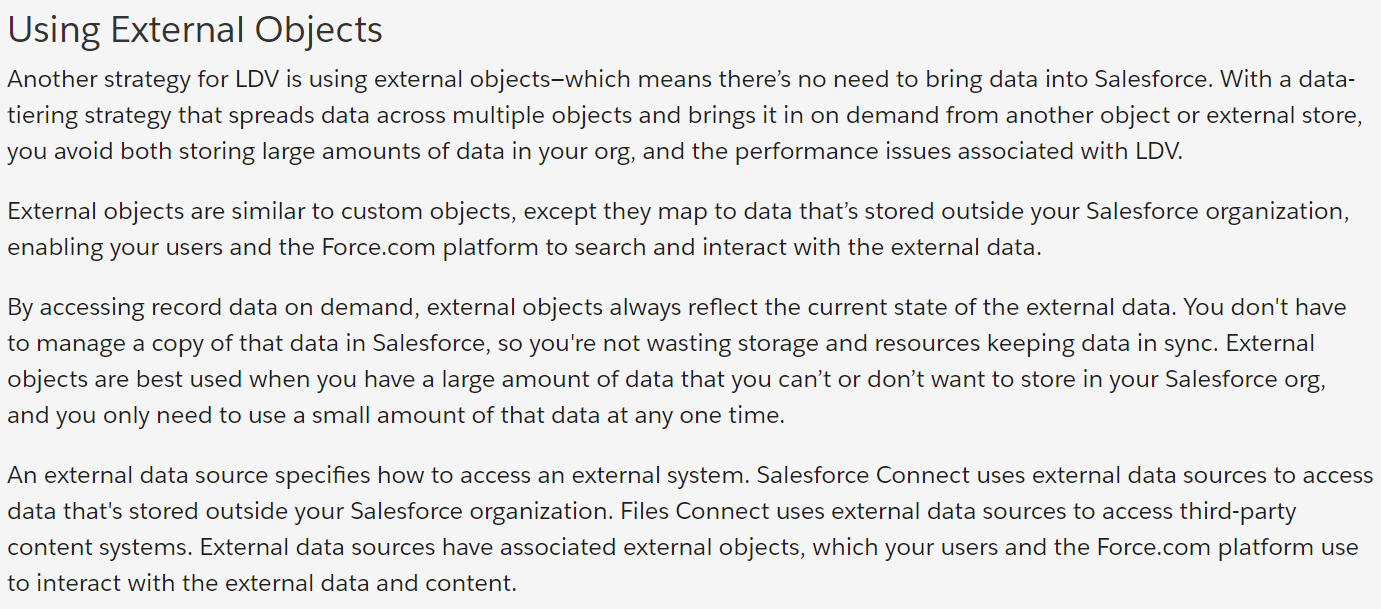 Using External Objects
Another strategy for LDV is using external objects—which means there’s no need to bring data into Salesforce. With a data-
tiering strategy that spreads data across multiple objects and brings it in on demand from another object or external store,
you avoid both storing large amounts of data in your org, and the performance issues associated with LDV.
External objects are similar to custom objects, except they map to data that’s stored outside your Salesforce organization,
enabling your users and the Force.com platform to search and interact with the external data.
By accessing record data on demand, external objects always reflect the current state of the external data. You don't have
to manage a copy of that data in Salesforce, so you're not wasting storage and resources keeping data in sync. External
objects are best used when you have a large amount of data that you can’t or don’t want to store in your Salesforce org,
and you only need to use a small amount of that data at any one time.
An external data source specifies how to access an external system. Salesforce Connect uses external data sources to access
data that's stored outside your Salesforce organization. Files Connect uses external data sources to access third-party
content systems. External data sources have associated external objects, which your users and the Force.com platform use
to interact with the external data and content.